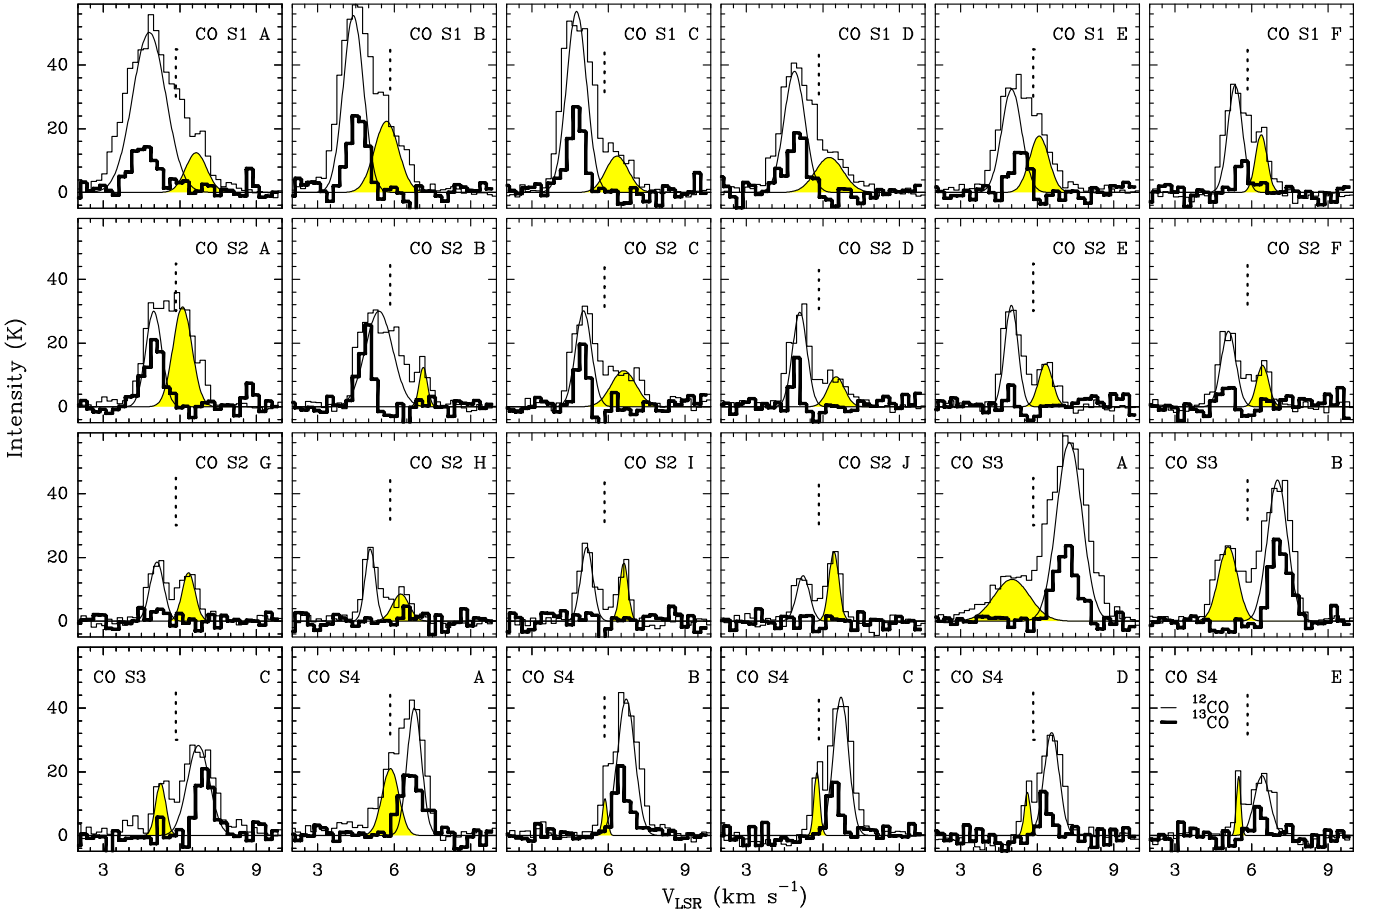 CO S1 A
CO S1 B
CO S1 C
CO S1 D
CO S1 E
CO S1 F
40
20
0
CO S2 A
CO S2 B
CO S2 C
CO S2 D
CO S2 E
CO S2 F
40
20
0
Intensity (K)
CO S2 G
CO S2 H
CO S2 I
CO S2 J
CO S3 A
CO S3 B
40
20
0
CO S3 C
CO S4 A
CO S4 B
CO S4 C
CO S4 D
CO S4 E
¹²CO
¹³CO
40
20
0
3 6 9 3 6 9 3 6 9 3 6 9 3 6 9 3 6 9
V_LSR (km s⁻¹)